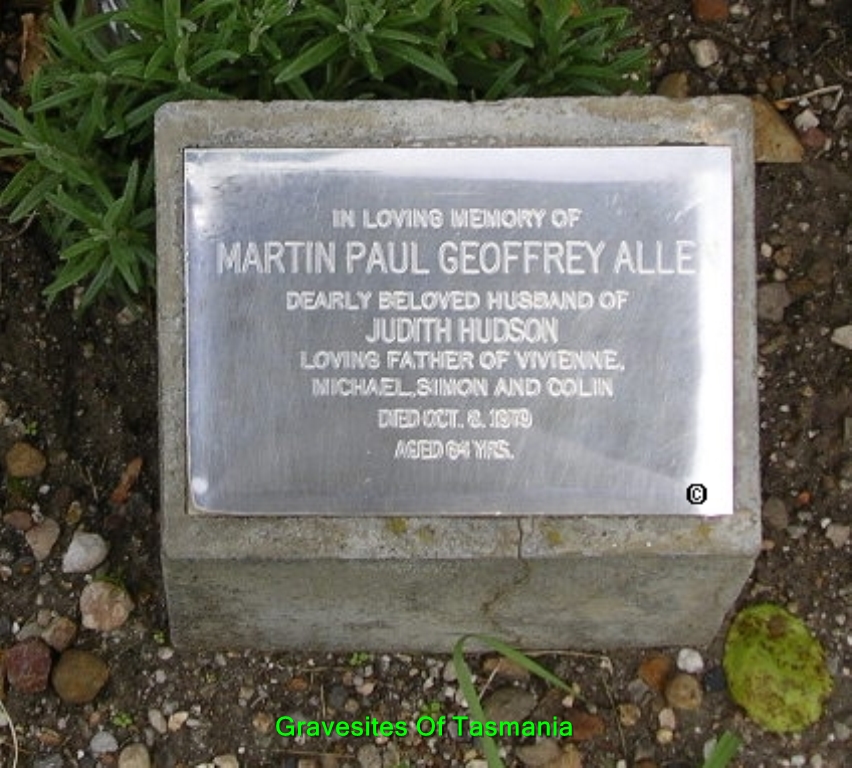 IN LOVING MEMORY OF
MARTIN PAUL GEOFFREY ALLEN
DEARLY BELOVED HUSBAND OF
JUDITH HUDSON
LOVING FATHER OF VIVIENNE,
MICHAEL, SIMON AND COLIN
DIED OCT. 8. 1979
AGED 64 YRS.
©
Gravesites Of Tasmania